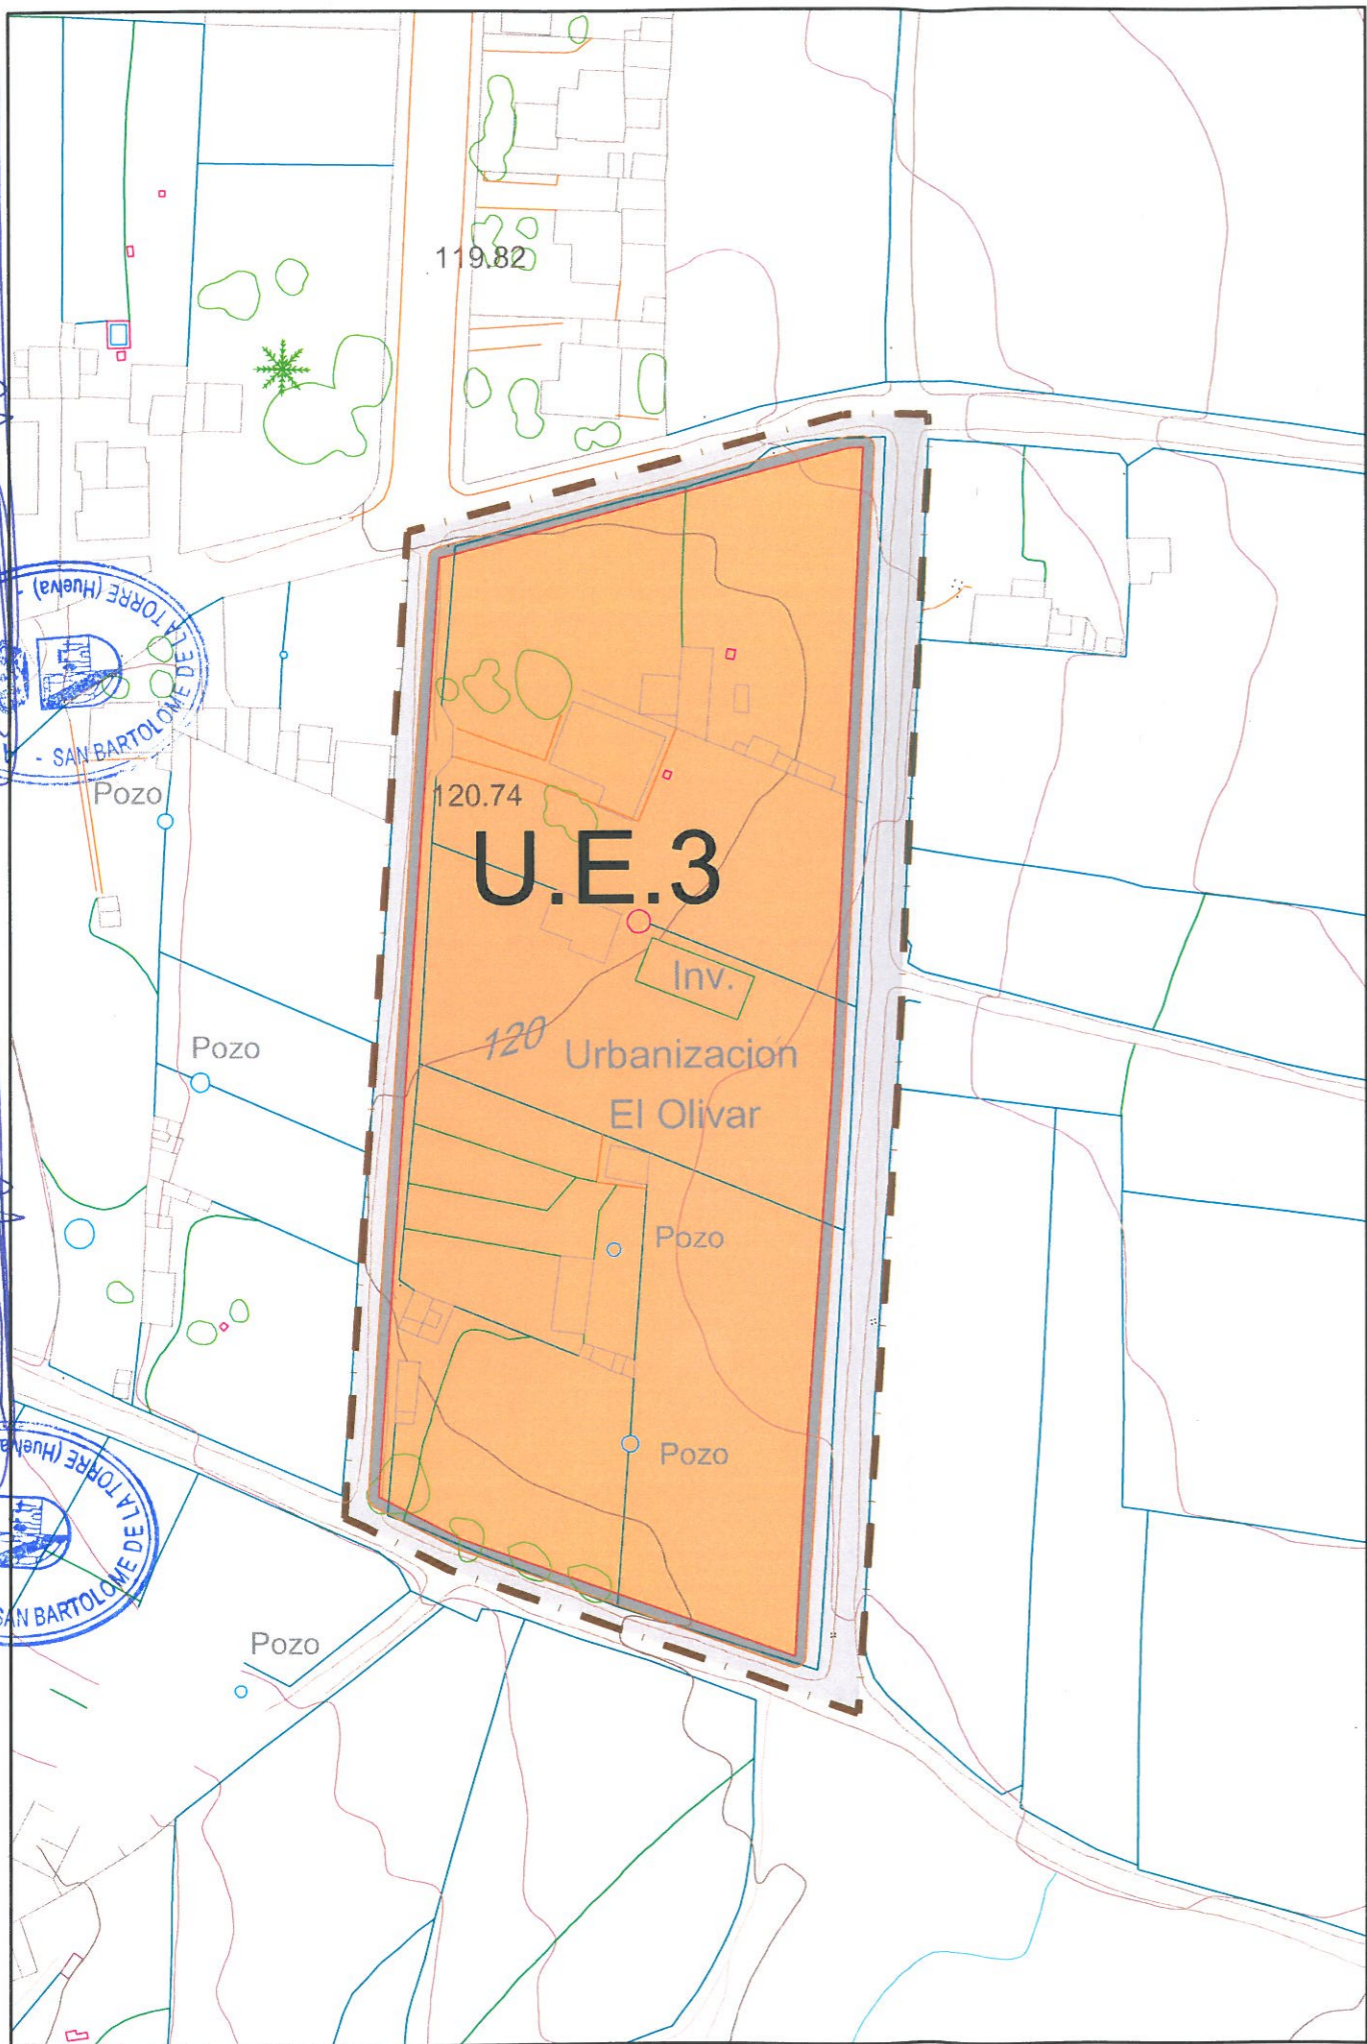 119.82
(Huelva)
LA TORRE
SAN BARTOLOME DE
Pozo
120.74
U.E.3
Inv.
120
Urbanizacion
El Olivar
Pozo
Pozo
Pozo
(Huelva
SAN BARTOLOME DE LA TORRE
Pozo